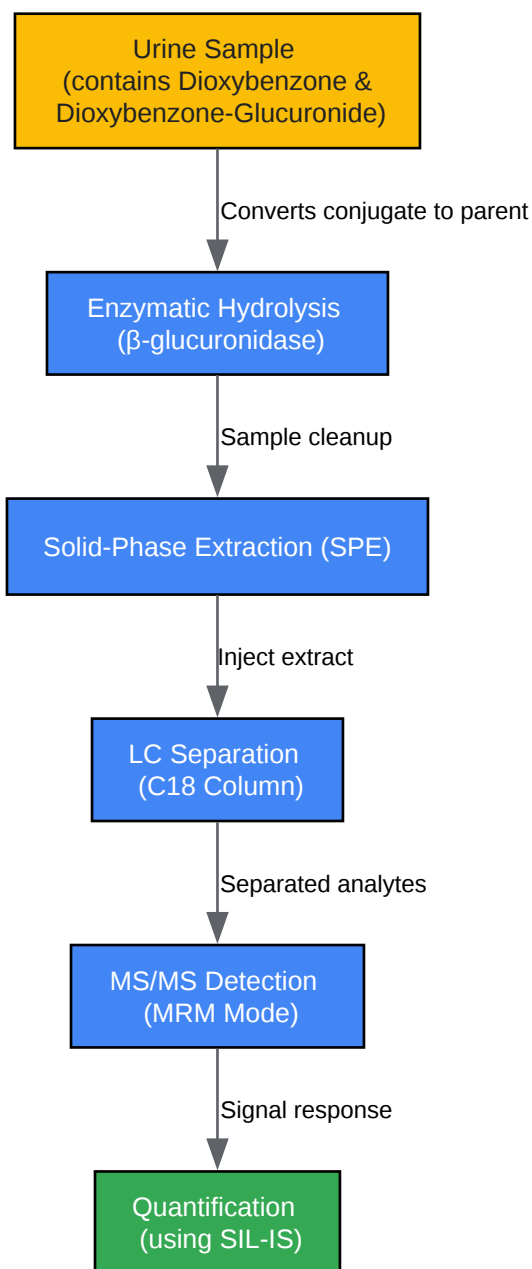 Urine Sample
(contains Dioxybenzone &
Dioxybenzone-Glucuronide)
Converts conjugate to parent
Enzymatic Hydrolysis
(β-glucuronidase)
Sample cleanup
Solid-Phase Extraction (SPE)
Inject extract
LC Separation
(C18 Column)
Separated analytes
MS/MS Detection
(MRM Mode)
Signal response
Quantification
(using SIL-IS)